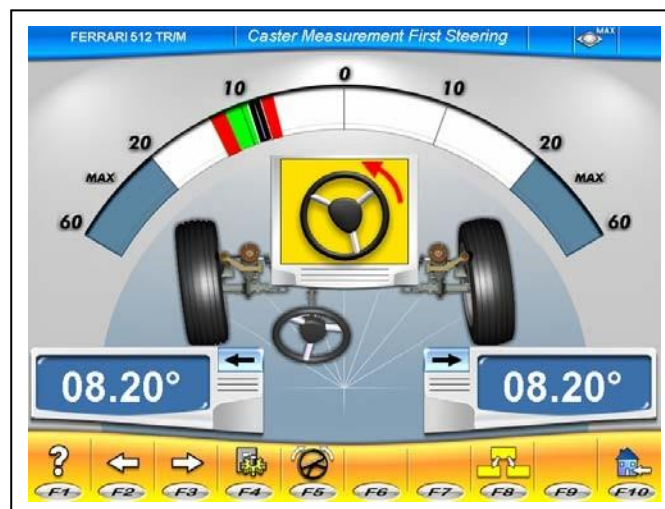 FERRARI 512 TR/M Caster Measurement First Steering MAX
20 10 0 10 20
MAX MAX
60 60
08.20° 08.20°
?
F1 F2 F3 F4 F5 F6 F7 F8 F9 F10